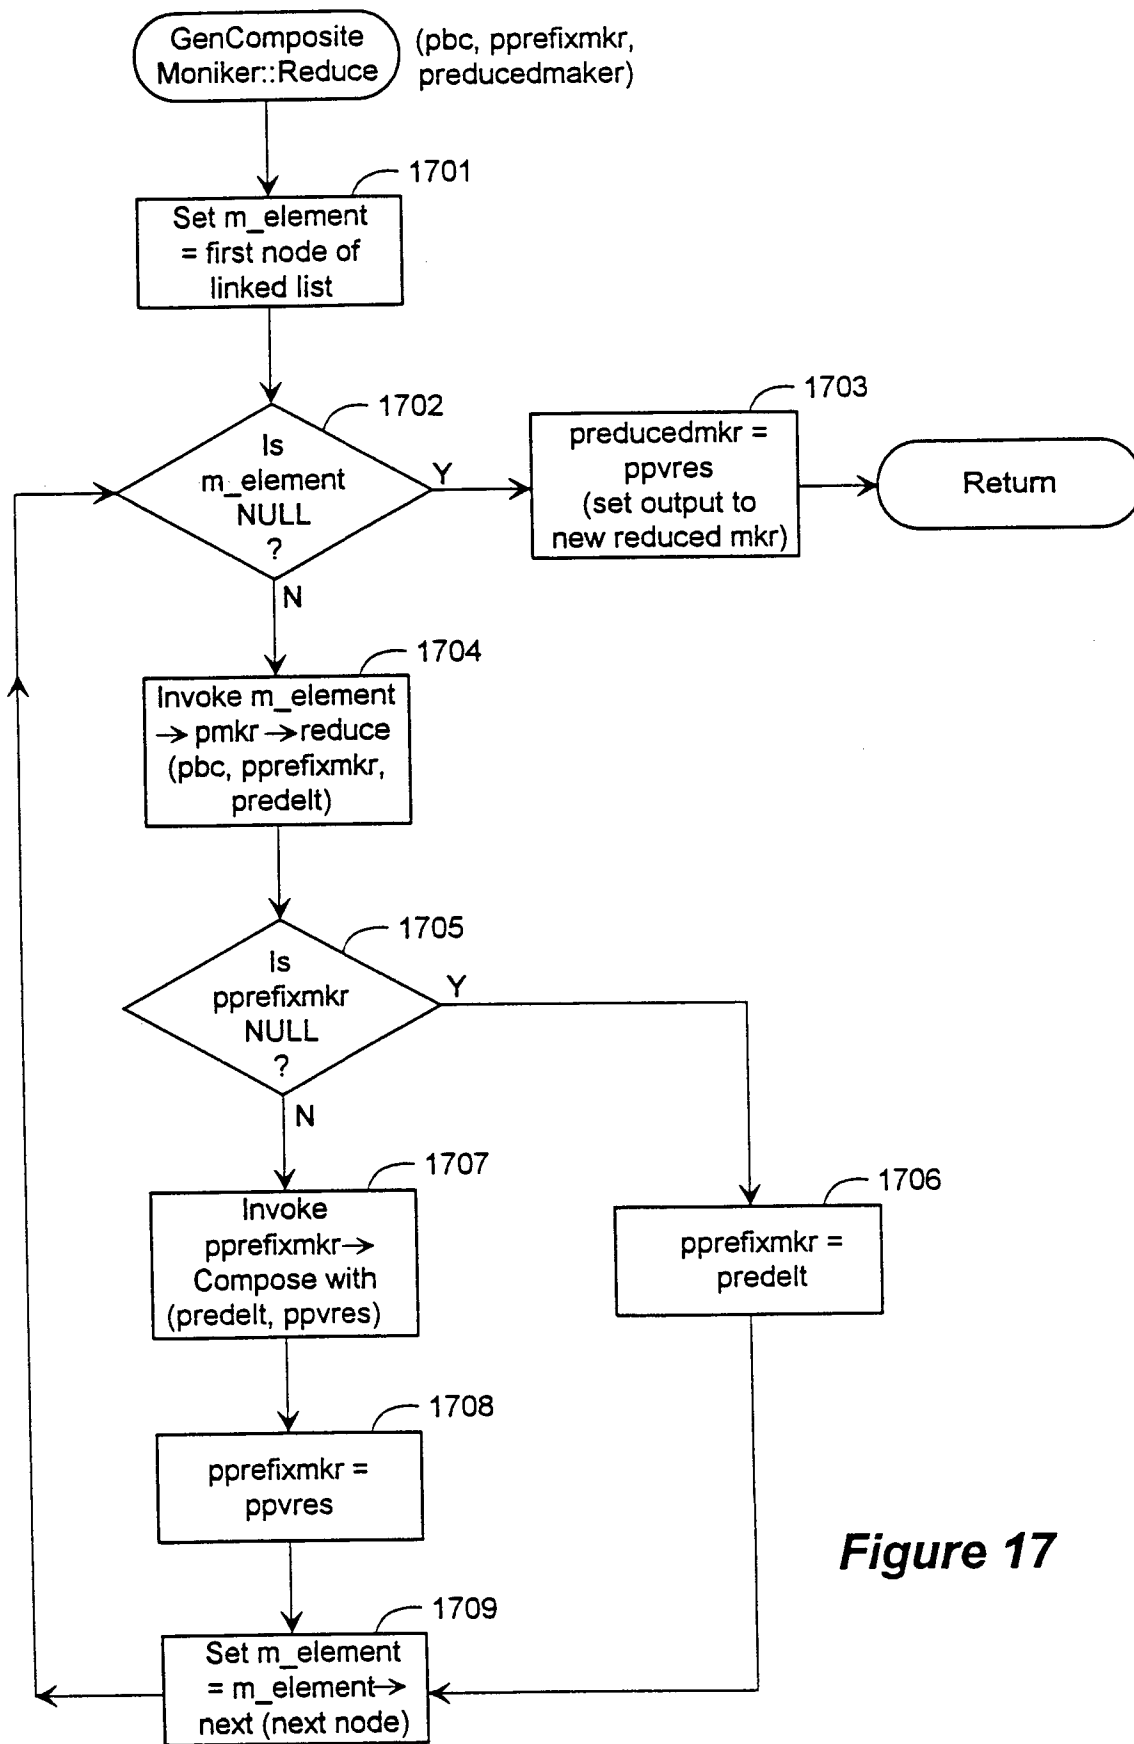 GenComposite
Moniker::Reduce
(pbc, pprefixmkr,
preducedmaker)
1701
Set m_element
= first node of
linked list
1702
Is
m_element
NULL
?
Y
N
1703
preducedmkr =
ppvres
(set output to
new reduced mkr)
Return
1704
Invoke m_element
→ pmkr → reduce
(pbc, pprefixmkr,
predelt)
1705
Is
pprefixmkr
NULL
?
Y
N
1707
Invoke
pprefixmkr→
Compose with
(predelt, ppvres)
1706
pprefixmkr =
predelt
1708
pprefixmkr =
ppvres
1709
Set m_element
= m_element→
next (next node)
Figure 17